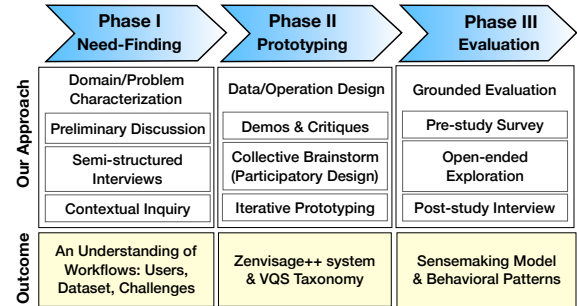 Phase I
Need-Finding
Phase II
Prototyping
Phase III
Evaluation
Our Approach
Domain/Problem
Characterization
Preliminary Discussion
Semi-structured
Interviews
Contextual Inquiry
Data/Operation Design
Demos & Critiques
Collective Brainstorm
(Participatory Design)
Iterative Prototyping
Grounded Evaluation
Pre-study Survey
Open-ended
Exploration
Post-study Interview
Outcome
An Understanding of
Workflows: Users,
Dataset, Challenges
Zenvisage++ system
& VQS Taxonomy
Sensemaking Model
& Behavioral Patterns